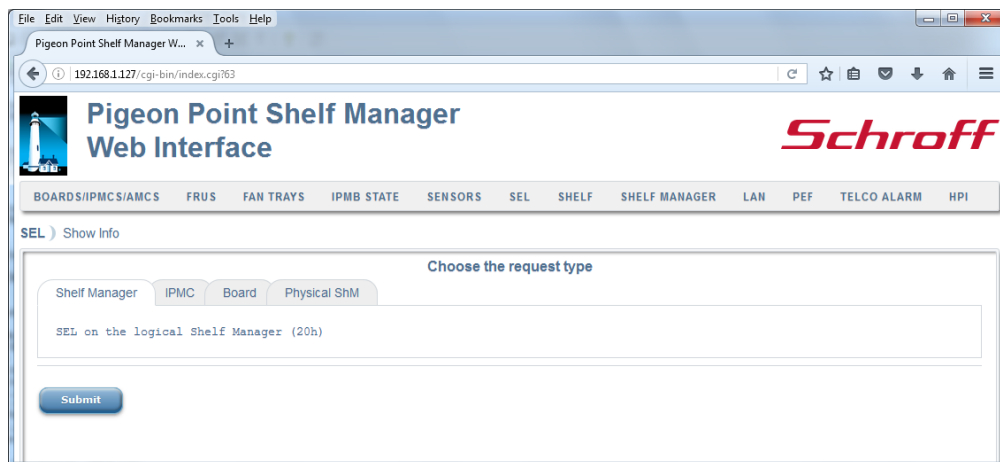 File Edit View History Bookmarks Tools Help
Pigeon Point Shelf Manager W... × +
192.168.1.127/cgi-bin/index.cgi?63
Pigeon Point Shelf Manager
Web Interface
Schroff
BOARDS/IPMCS/AMCS FRUS FAN TRAYS IPMB STATE SENSORS SEL SHELF SHELF MANAGER LAN PEF TELCO ALARM HPI
SEL ) Show Info
Choose the request type
Shelf Manager IPMC Board Physical ShM
SEL on the logical Shelf Manager (20h)
Submit